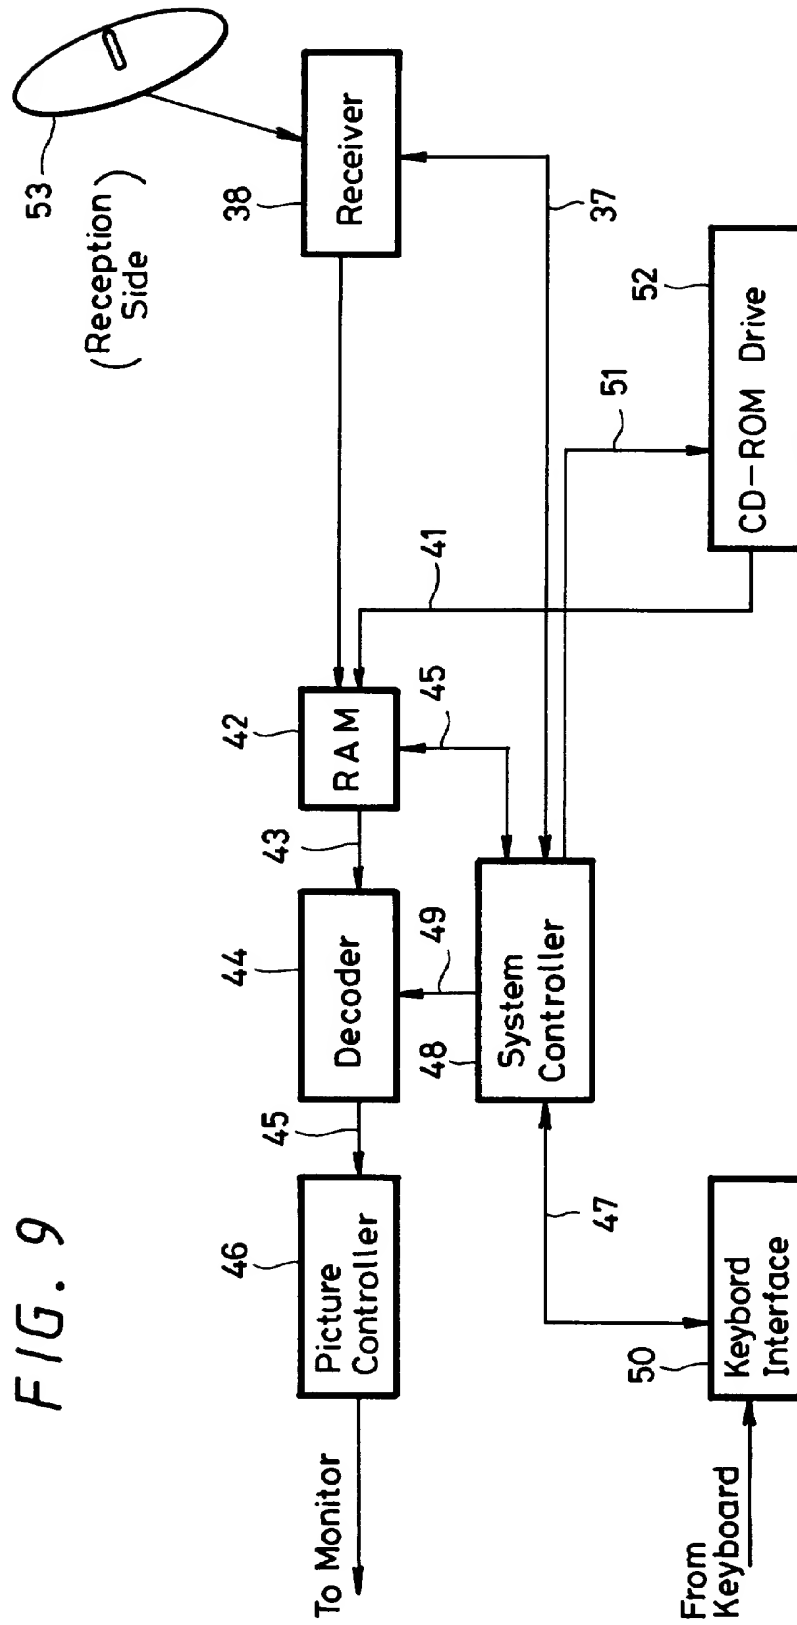 FIG. 9
(Reception
Side)
53
38
Receiver
37
42
RAM
41
45
43
44
Decoder
49
45
46
Picture
Controller
To Monitor
48
System
Controller
47
51
52
CD-ROM Drive
50
Keybord
Interface
From
Keyboard